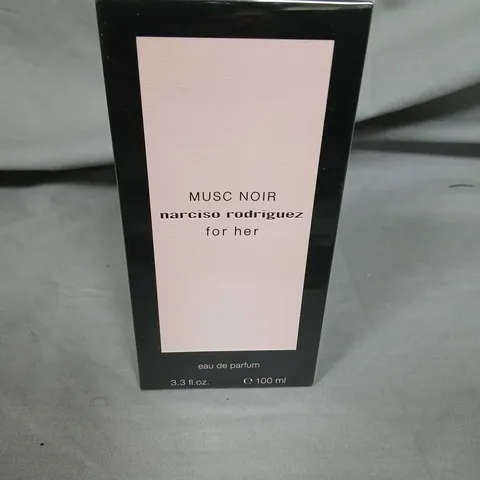 MUSC NOIR
narciso rodriguez
for her
eau de parfum
3.3 fl.oz. ℮ 100 ml